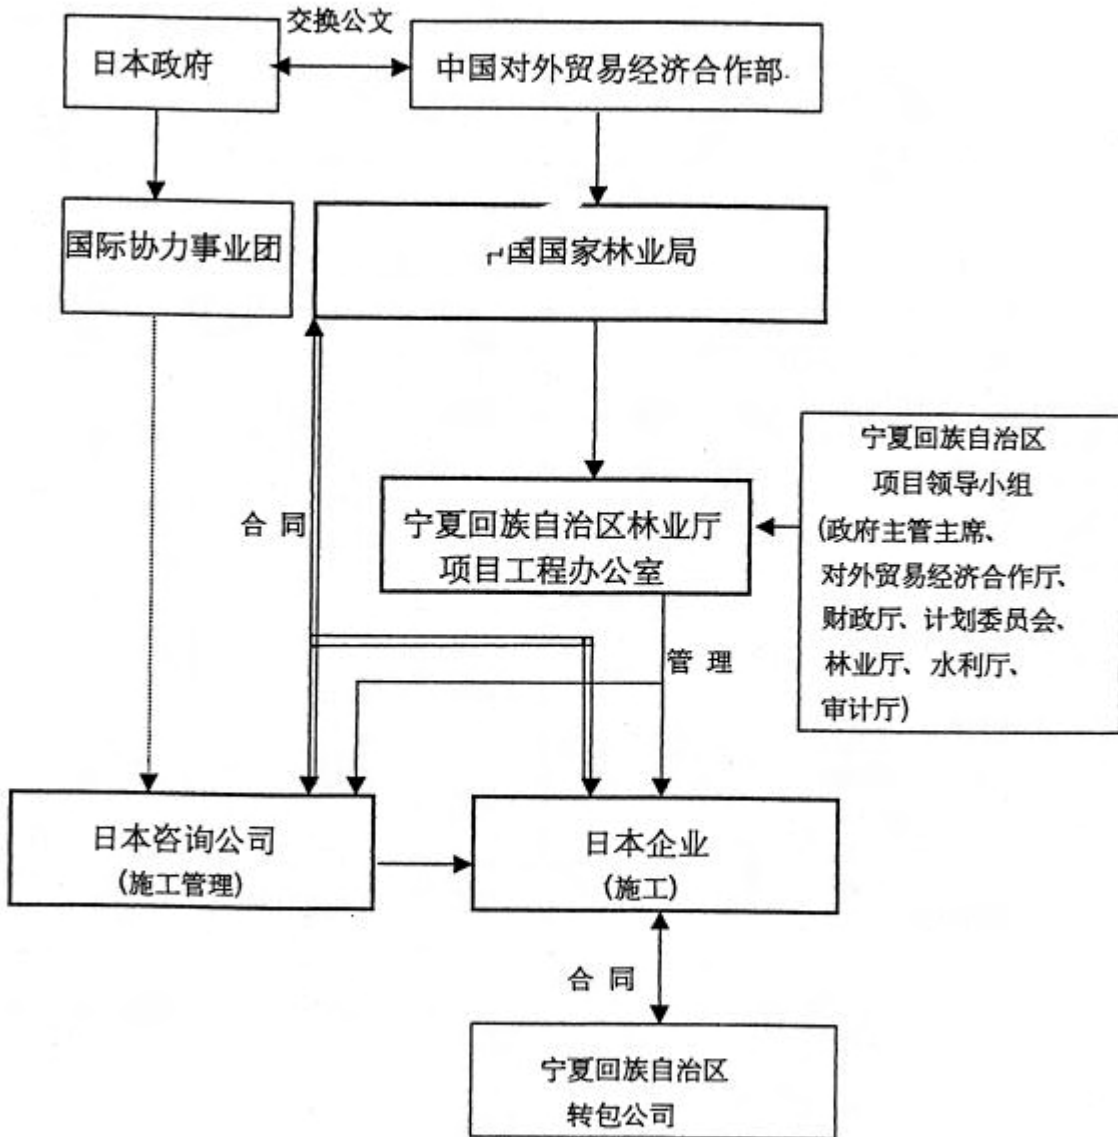 交换公文
日本政府
中国对外贸易经济合作部
国际协力事业团
中国国家林业局
宁夏回族自治区
项目领导小组
(政府主管主席、
对外贸易经济合作厅、
财政厅、计划委员会、
林业厅、水利厅、
审计厅)
合同
宁夏回族自治区林业厅
项目工程办公室
管理
日本咨询公司
(施工管理)
日本企业
(施工)
合同
宁夏回族自治区
转包公司